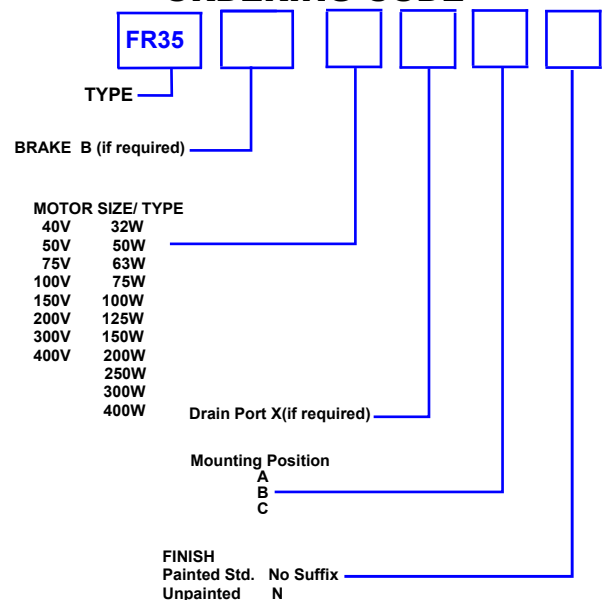 FR35
TYPE
BRAKE B (if required)
MOTOR SIZE/ TYPE
40V 32W
50V 50W
75V 63W
100V 75W
150V 100W
200V 125W
300V 150W
400V 200W
250W
300W
400W
Drain Port X(if required)
Mounting Position
A
B
C
FINISH
Painted Std. No Suffix
Unpainted N